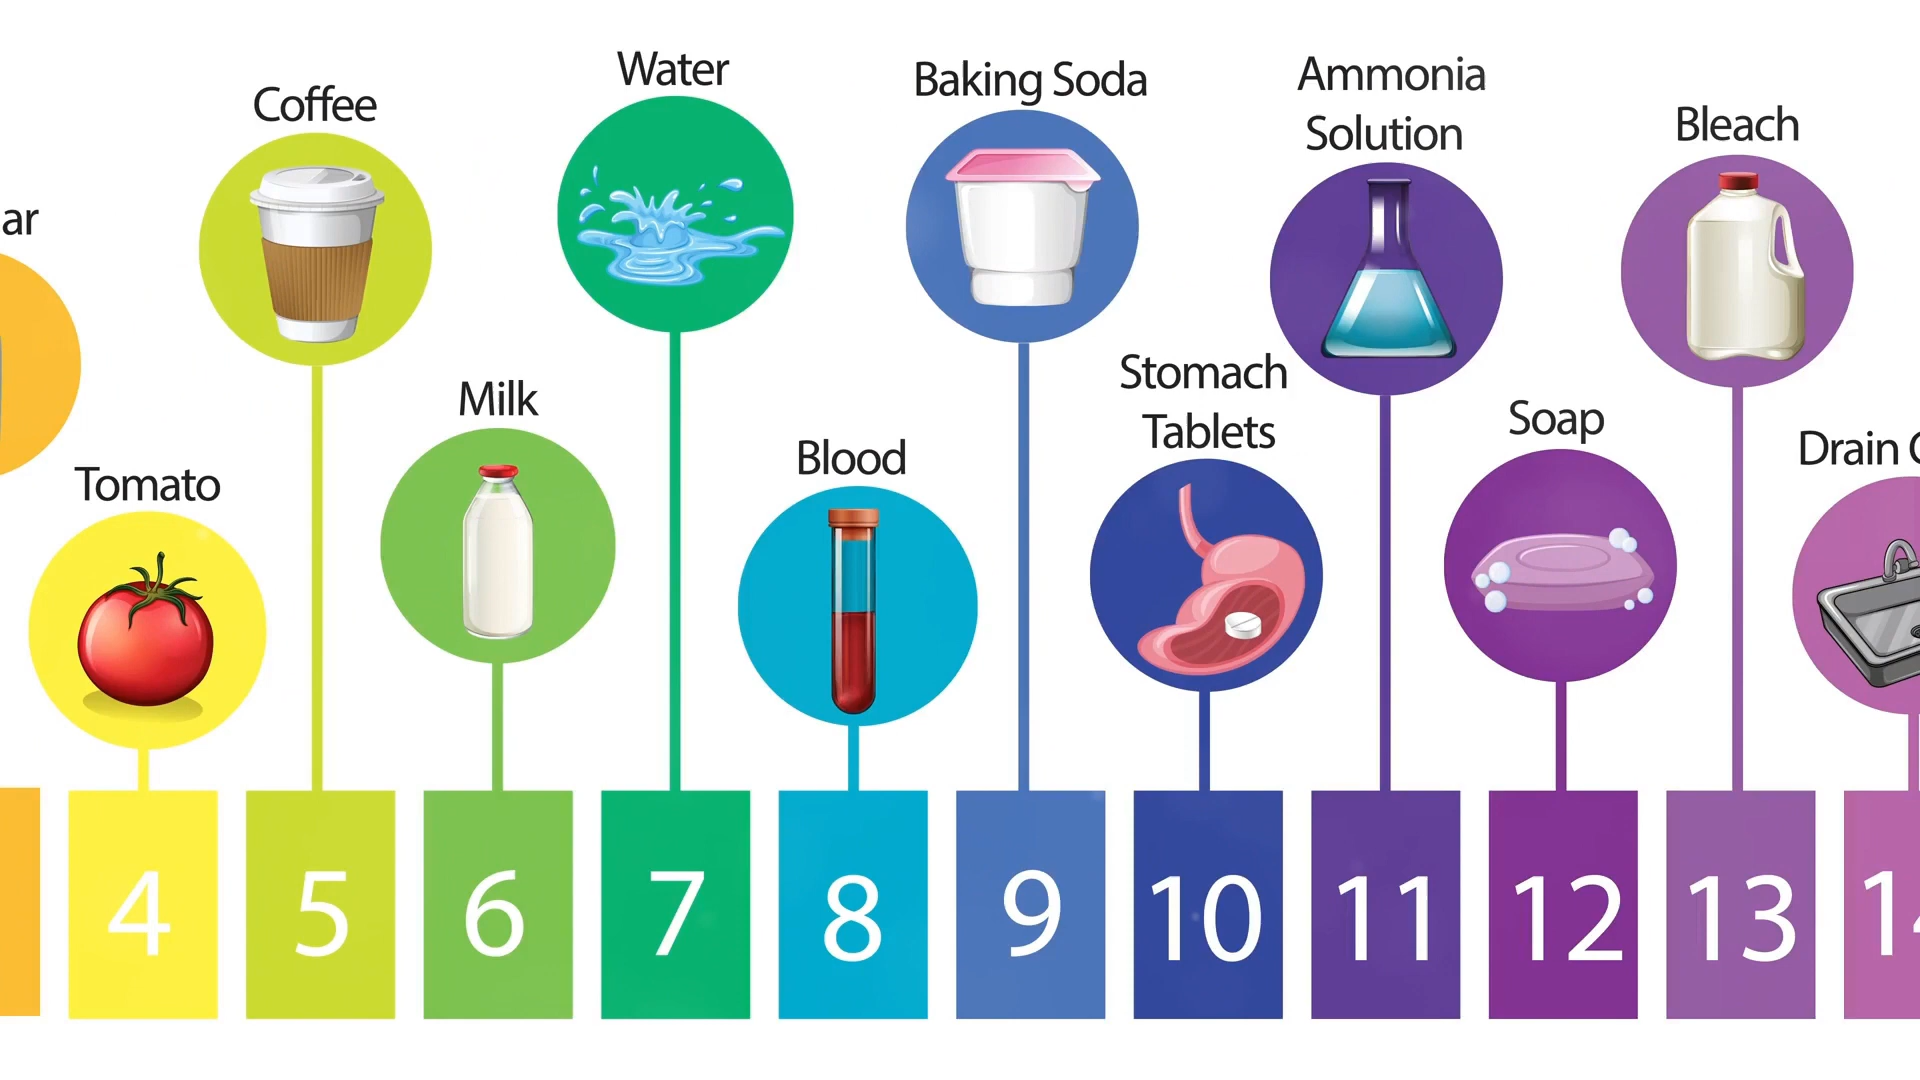 Water
Baking Soda
Ammonia
Solution
Coffee
Bleach
ar
Stomach
Tablets
Milk
Soap
Blood
Drain
Tomato
4
5
6
7
8
9
10
11
12
13